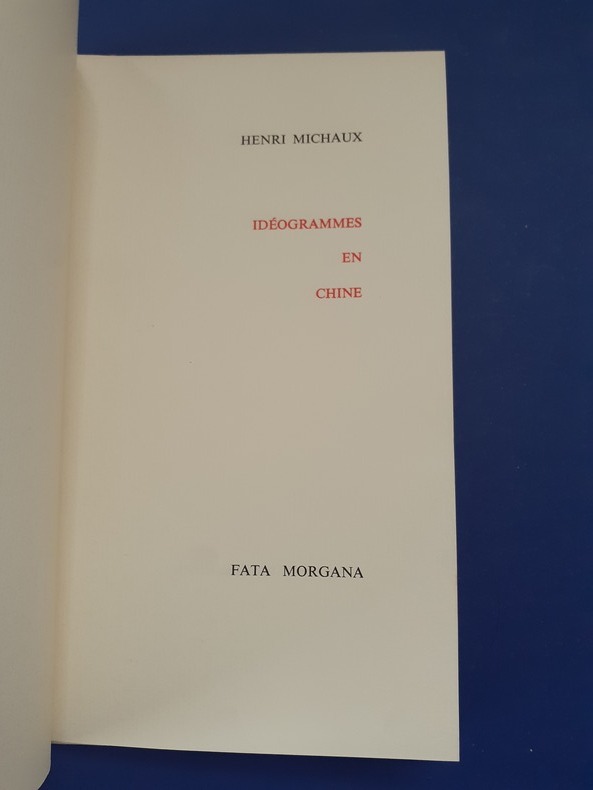 HENRI MICHAUX
IDÉOGRAMMES
EN
CHINE
FATA MORGANA